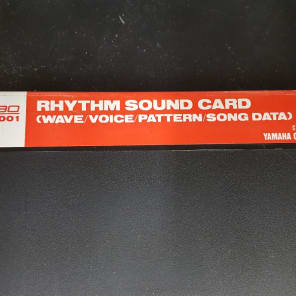 RHYTHM SOUND CARD
001
(WAVE/VOICE/PATTERN/SONG DATA)
YAMAHA